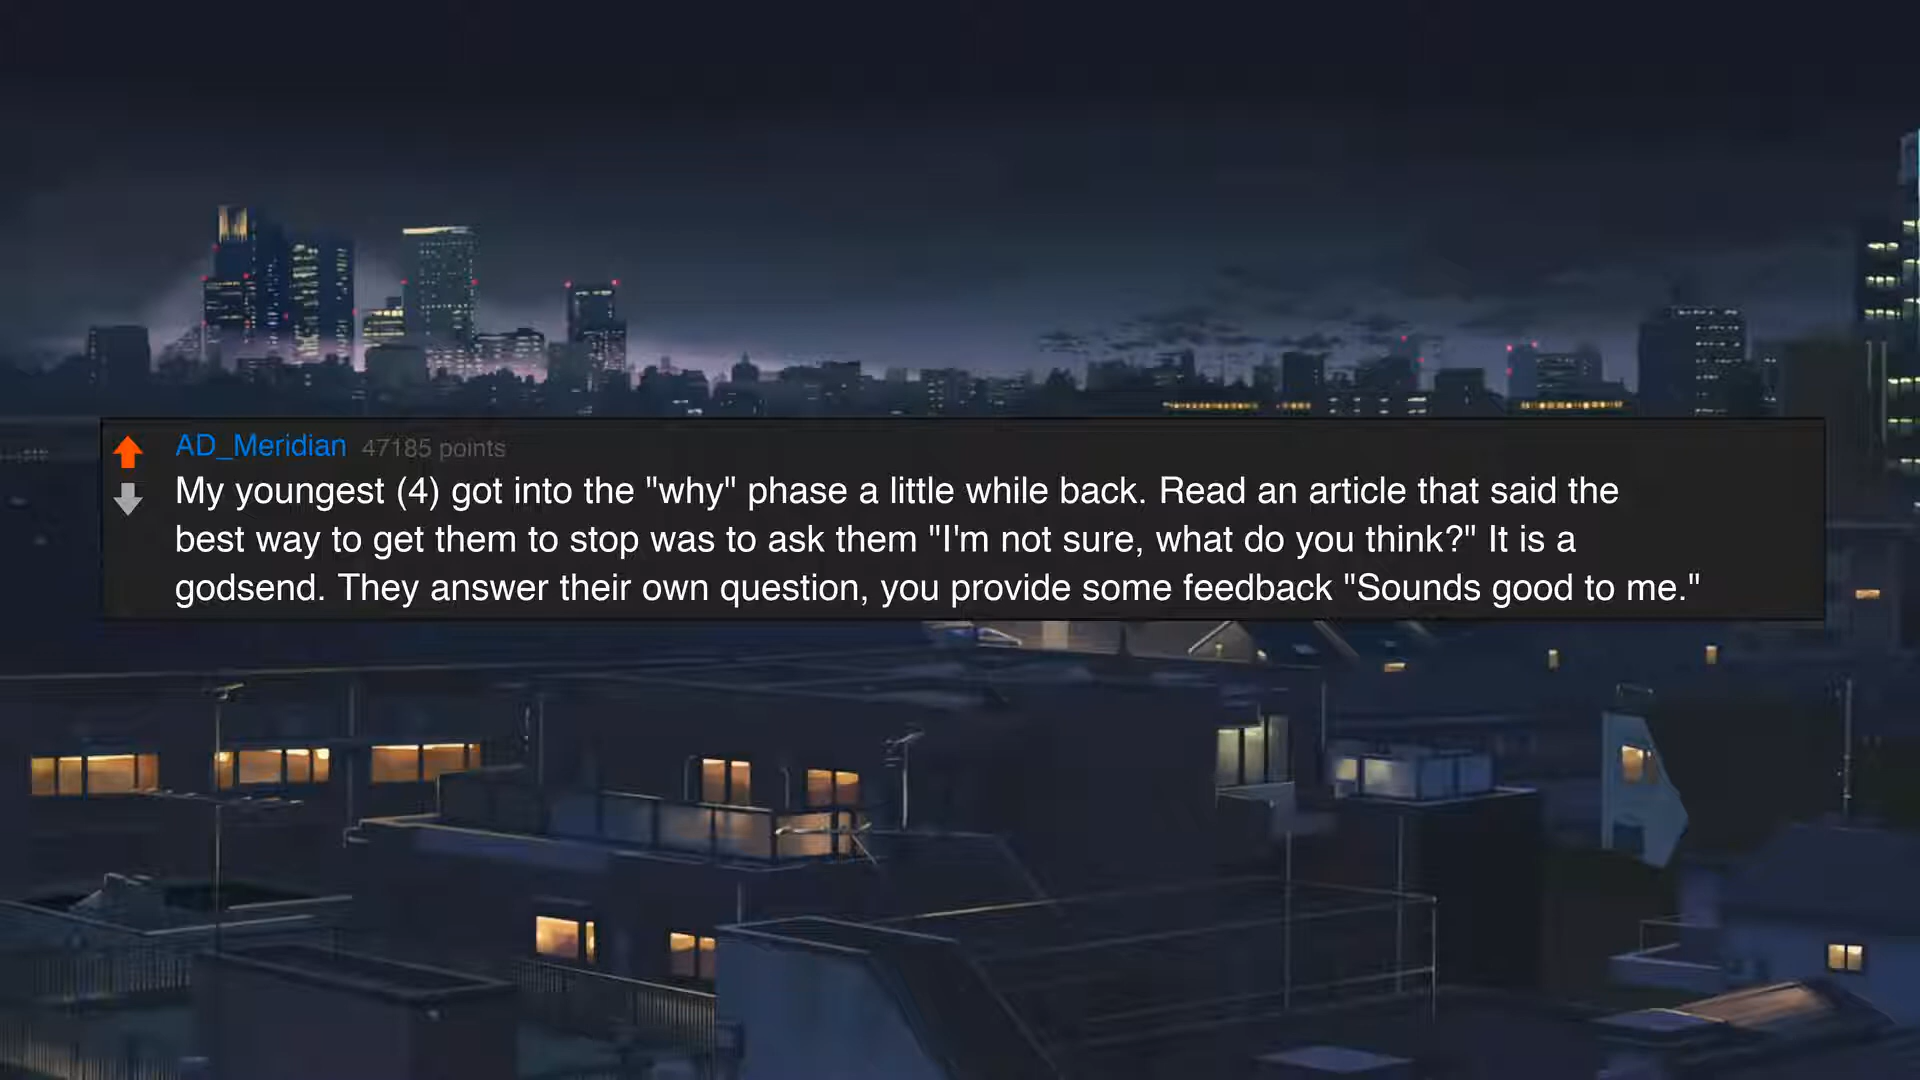 AD_Meridian 47185 points
My youngest (4) got into the "why" phase a little while back. Read an article that said the
best way to get them to stop was to ask them "I'm not sure, what do you think?" It is a
godsend. They answer their own question, you provide some feedback "Sounds good to me."